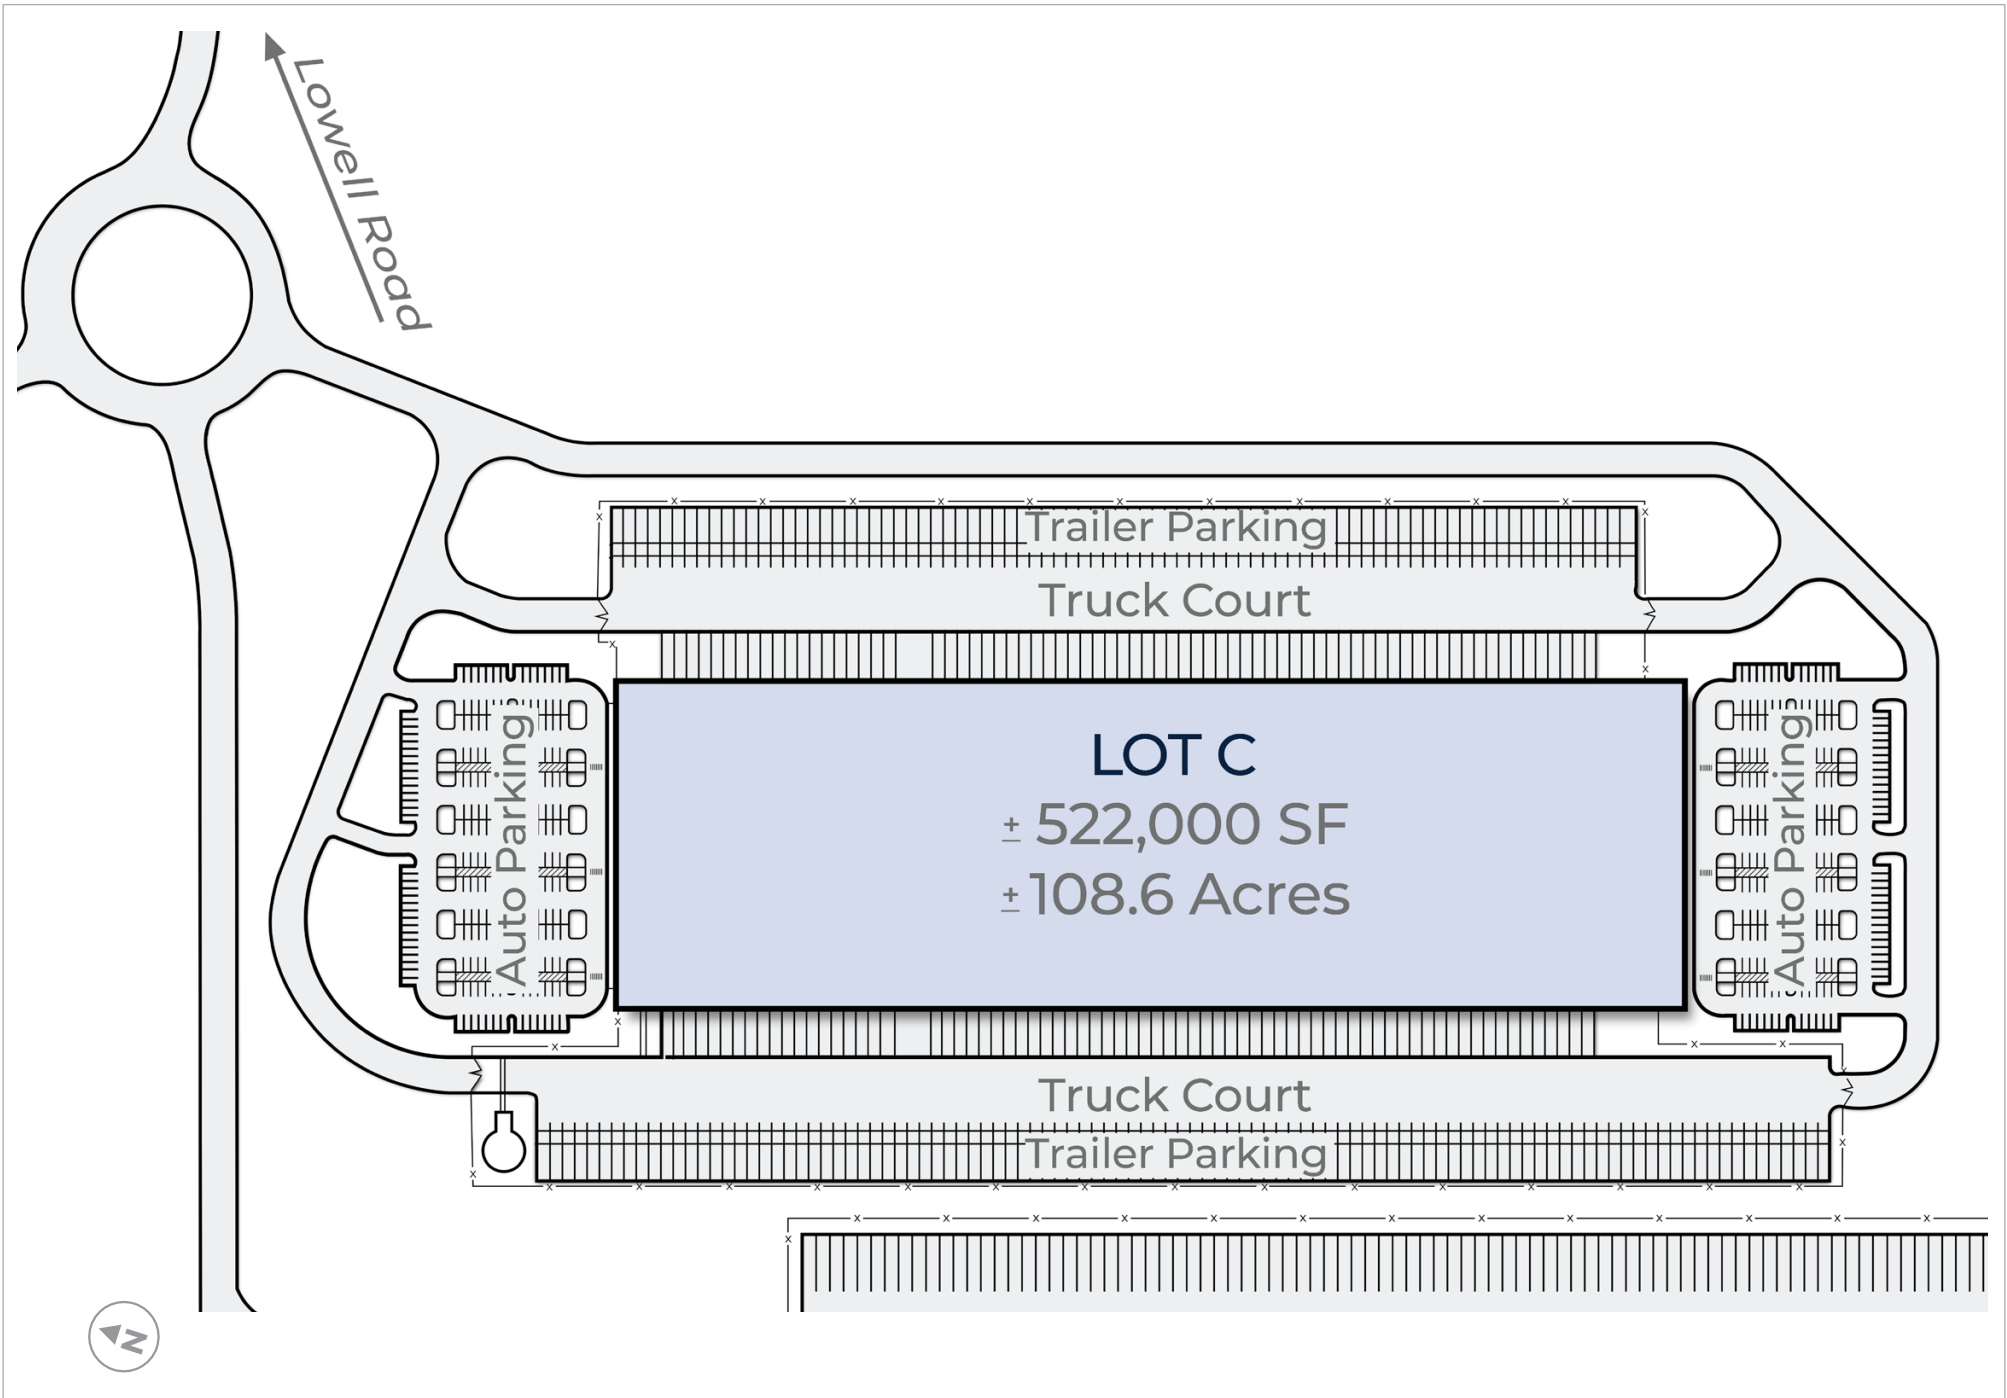 Lowell Road
Trailer Parking
Truck Court
Auto Parking
LOT C
± 522,000 SF
± 108.6 Acres
Auto Parking
Truck Court
Trailer Parking
N